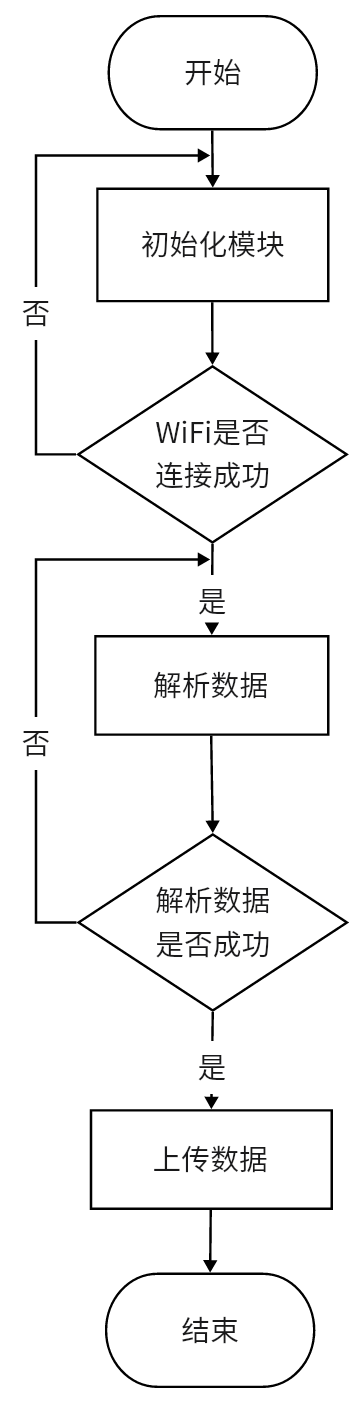 开始
初始化模块
否
WiFi是否
连接成功
是
解析数据
否
解析数据
是否成功
是
上传数据
结束